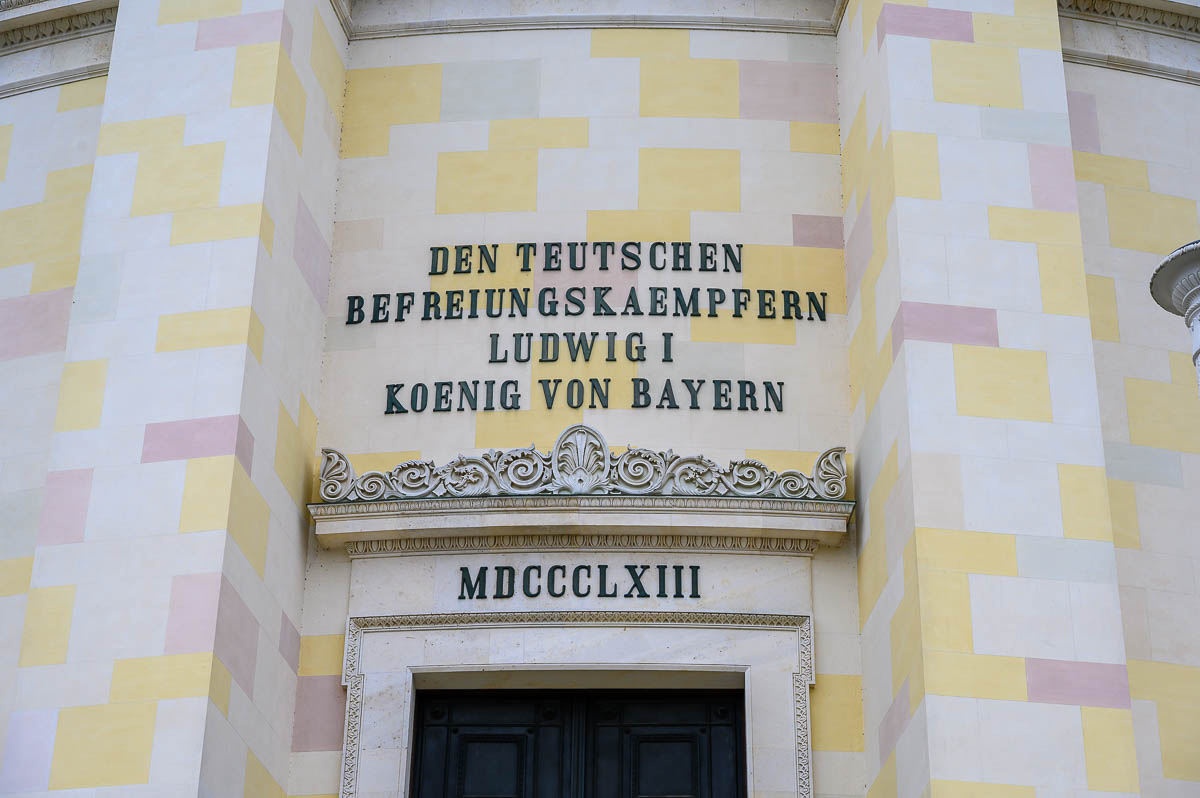 DEN TEUTSCHEN
BEFREIUNGSKAEMPFERN
LUDWIG I
KOENIG VON BAYERN
MDCCCLXIII